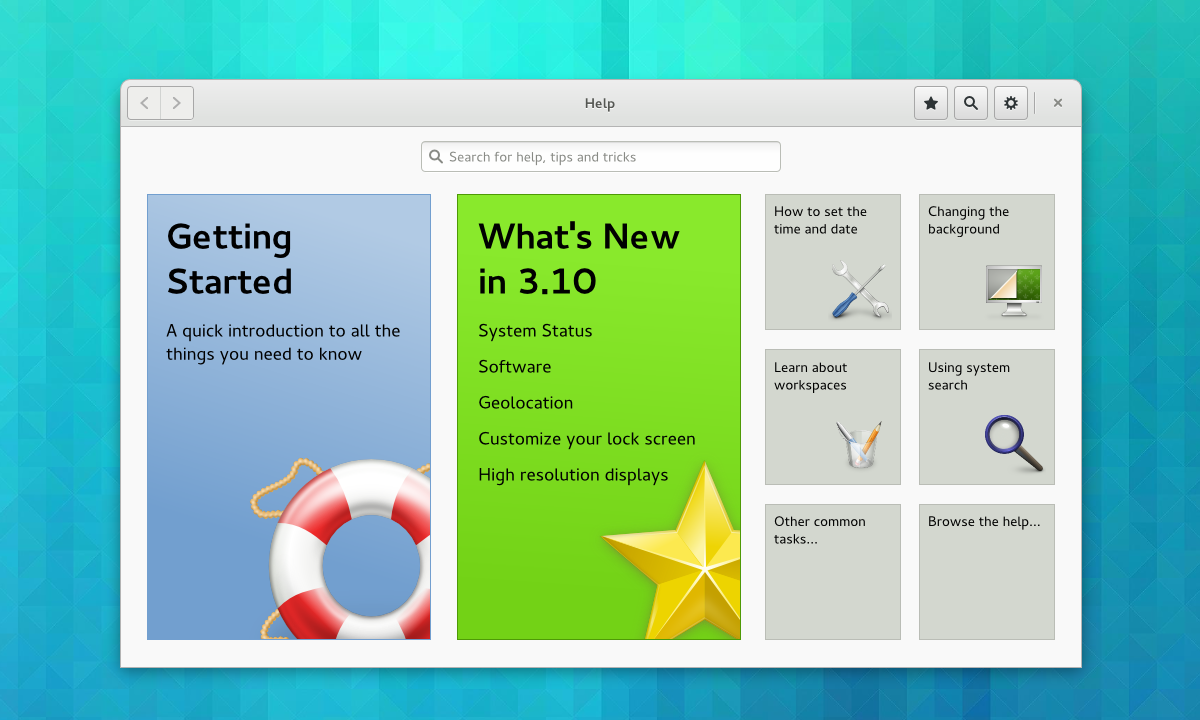 Help
Search for help, tips and tricks
Getting
Started
A quick introduction to all the
things you need to know
What's New
in 3.10
System Status
Software
Geolocation
Customize your lock screen
High resolution displays
How to set the
time and date
Changing the
background
Learn about
workspaces
Using system
search
Other common
tasks...
Browse the help...